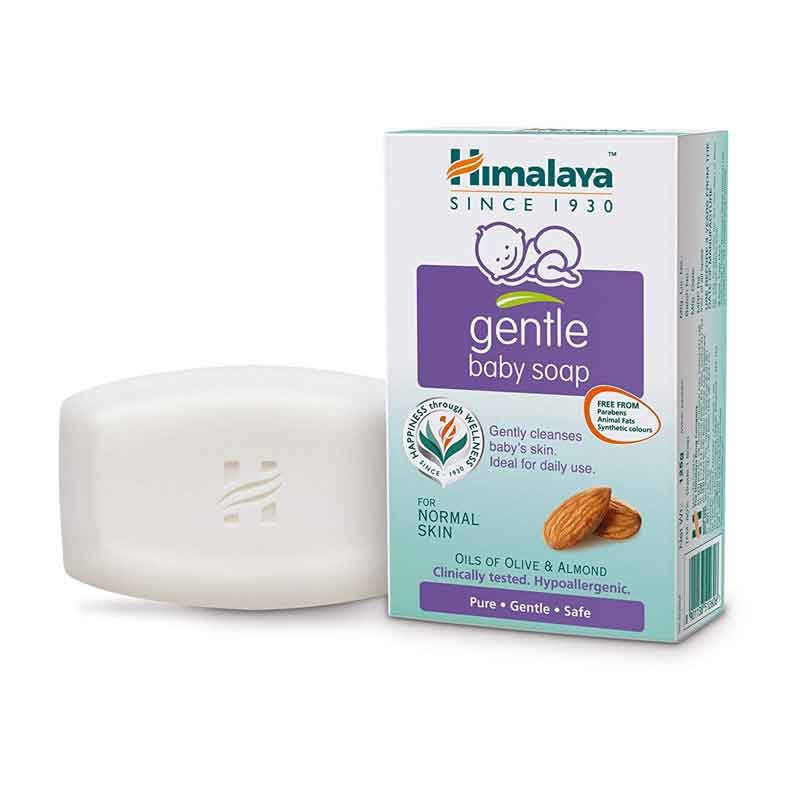 Himalaya™
SINCE 1930
gentle
baby soap
FREE FROM
Parabens
Animal Fats
Synthetic colours
HAPPINESS through WELLNESS
SINCE - 1930
Gently cleanses
baby's skin.
Ideal for daily use.
FOR
NORMAL
SKIN
OILS OF OLIVE & ALMOND
Clinically tested. Hypoallergenic.
Pure • Gentle • Safe
H
125g